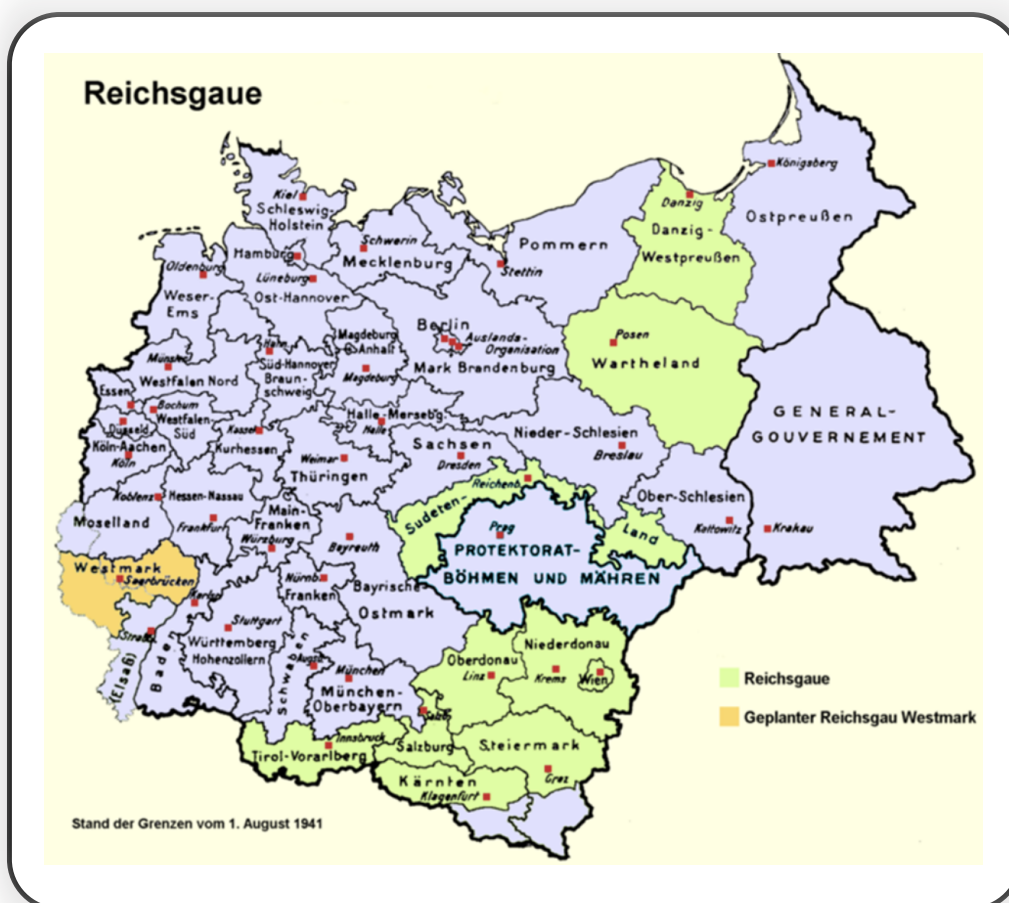 Reichsgaue
Königsberg
Kiel
Schleswig-
Holstein
Danzig
Danzig-
Westpreußen
Ostpreußen
Schwerin
Mecklenburg
Pommern
Stettin
Hamburg
Oldenburg
Lüneburg
Ost-Hannover
Weser-
Ems
Berlin
Auslands-
Organisation
Mark Brandenburg
Posen
Wartheland
Magdeburg
Anhalt
Magdeburg
Süd-Hannover
Braun-
schweig
Westfalen Nord
Essen
Bochum
Westfalen-
Süd
Köln-Aachen
Köln
Kurhessen
Halle-Mersebg.
Halle
Sachsen
Dresden
Nieder-Schlesien
Breslau
GENERAL-
GOUVERNEMENT
Weimar
Thüringen
Koblenz
Hessen-Nassau
Moselland
Frankfurt
Main-
Franken
Würzburg
Bayreuth
Reichenb.
Sudeten-
Land
Ober-Schlesien
Kattowitz
Krakau
Prag
PROTEKTORAT-
BÖHMEN UND MÄHREN
Westmark
Saarbrücken
Nürnb.
Franken
Bayrische
Ostmark
Stuttgart
Württemberg
Hohenzollern
(Elsaß)
Baden
Schwaben
Augsb.
München
München-
Oberbayern
Oberdonau
Linz
Niederdonau
Krems
Wien
Innsbruck
Tirol-Vorarlberg
Salzburg
Steiermark
Graz
Kärnten
Klagenfurt
Reichsgaue
Geplanter Reichsgau Westmark
Stand der Grenzen vom 1. August 1941